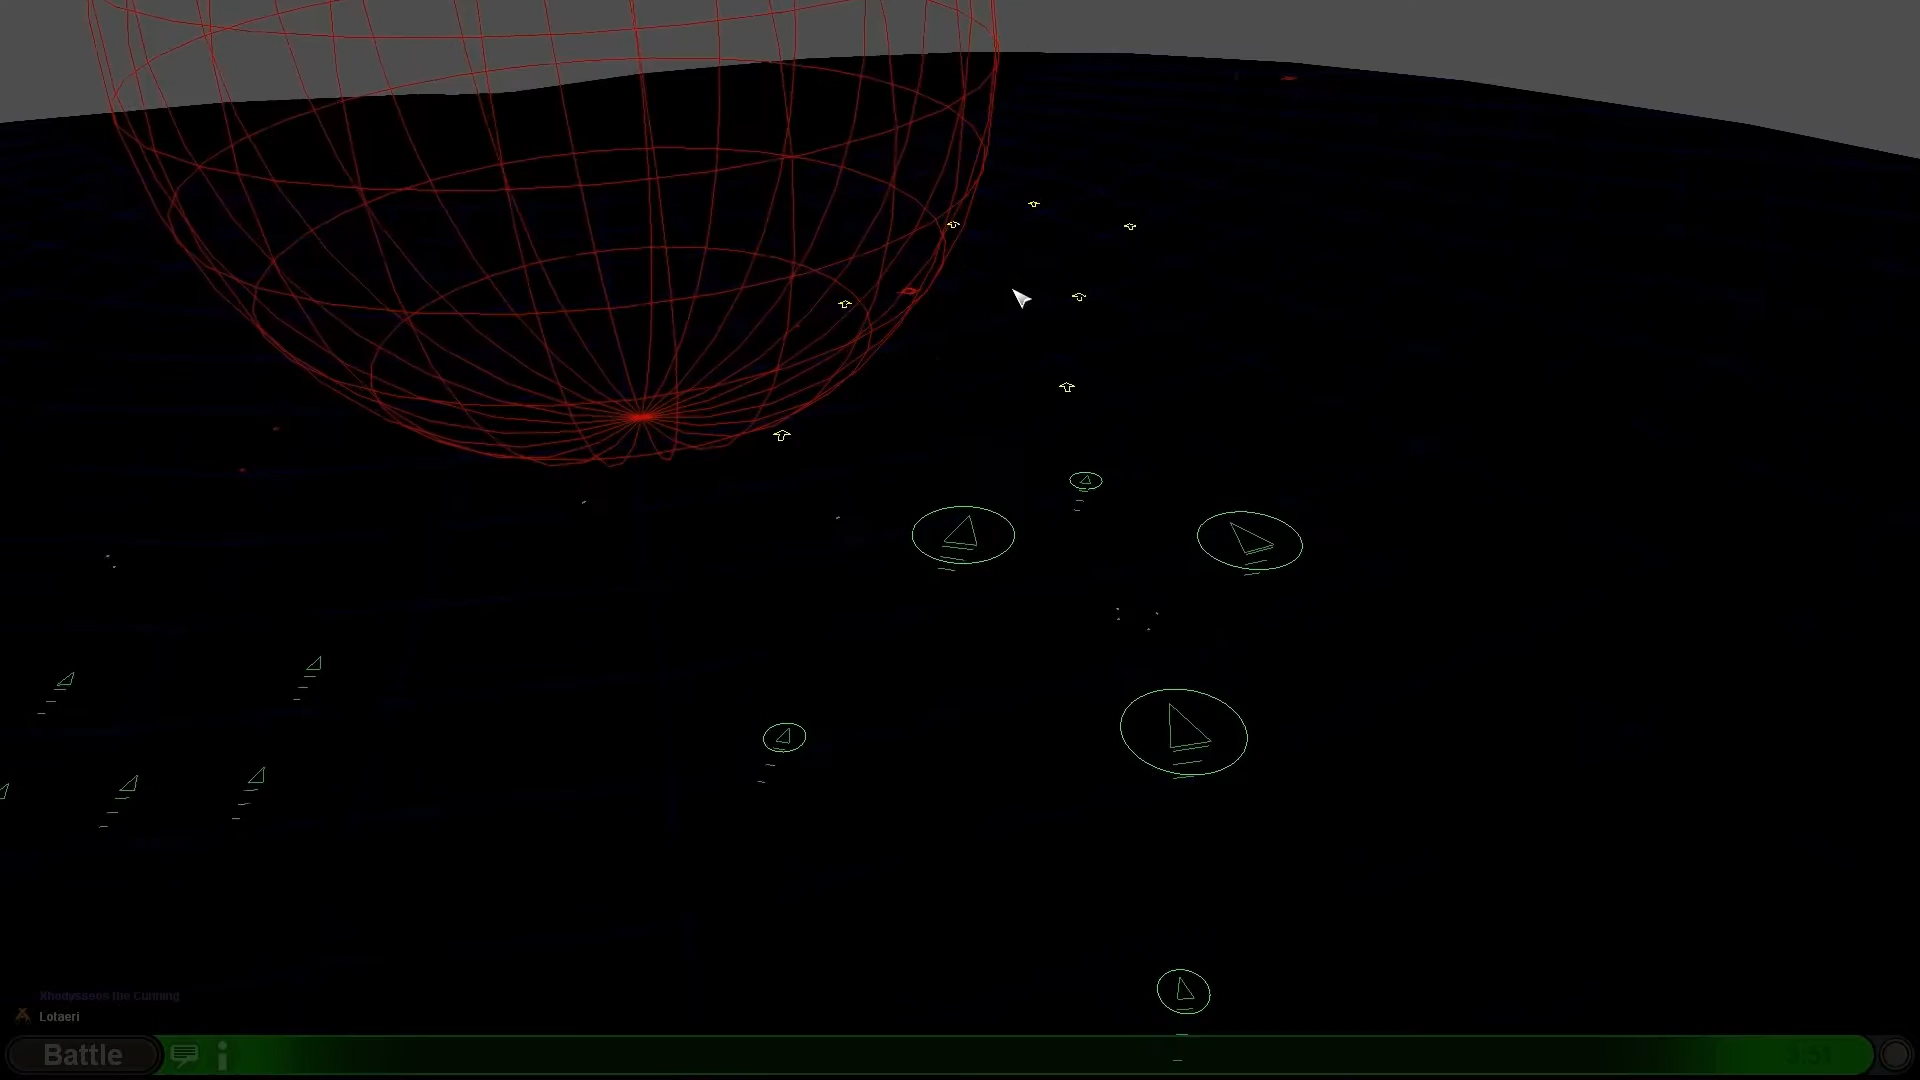 Xhodysseos the Cunning
Lotaeri
Battle